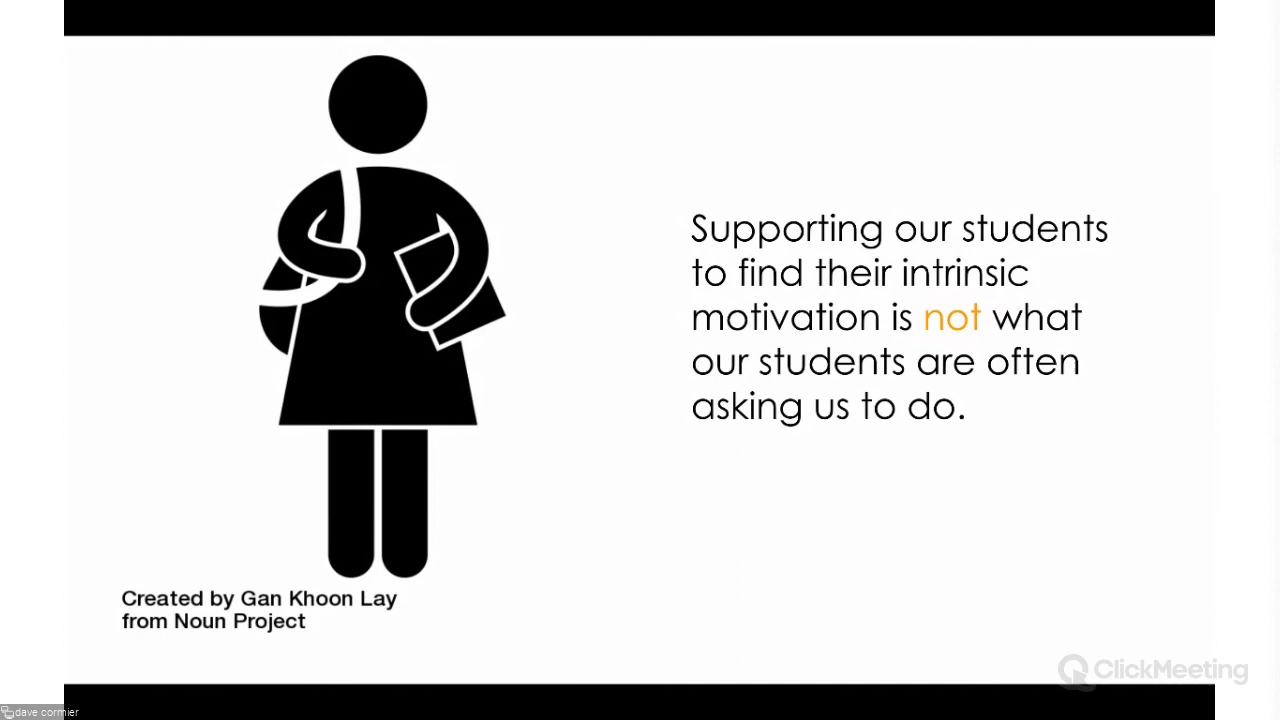 Supporting our students
to find their intrinsic
motivation is not what
our students are often
asking us to do.
Created by Gan Khoon Lay
from Noun Project
ClickMeeting
dave cormier